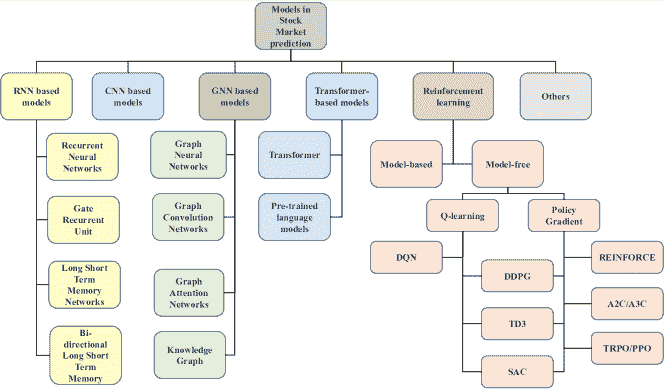 Models in
Stock
Market
prediction
RNN based
models
CNN based
models
GNN based
models
Transformer-
based models
Reinforcement
learning
Others
Recurrent
Neural
Networks
Gate
Recurrent
Unit
Long Short
Term
Memory
Networks
Bi-
directional
Long Short
Term
Memory
Graph
Neural
Networks
Graph
Convolution
Networks
Graph
Attention
Networks
Knowledge
Graph
Transformer
Pre-trained
language
models
Model-based
Model-free
Q-learning
Policy
Gradient
DQN
DDPG
TD3
SAC
REINFORCE
A2C/A3C
TRPO/PPO